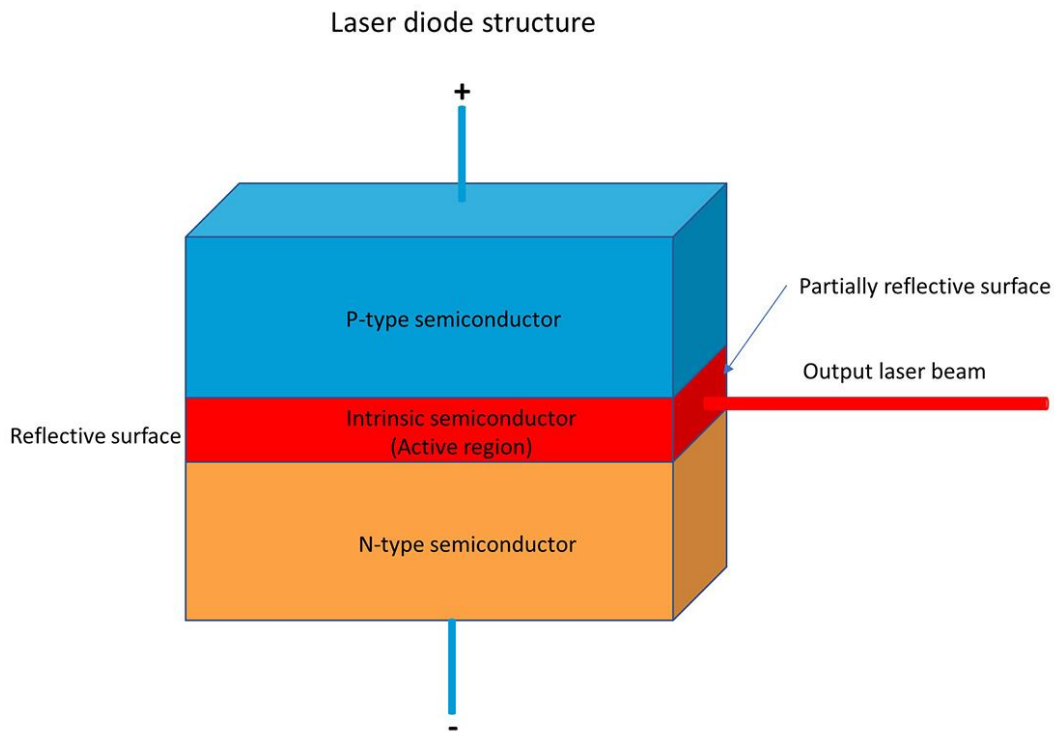 Laser diode structure
+
P-type semiconductor
Partially reflective surface
Output laser beam
Intrinsic semiconductor
(Active region)
Reflective surface
N-type semiconductor
-